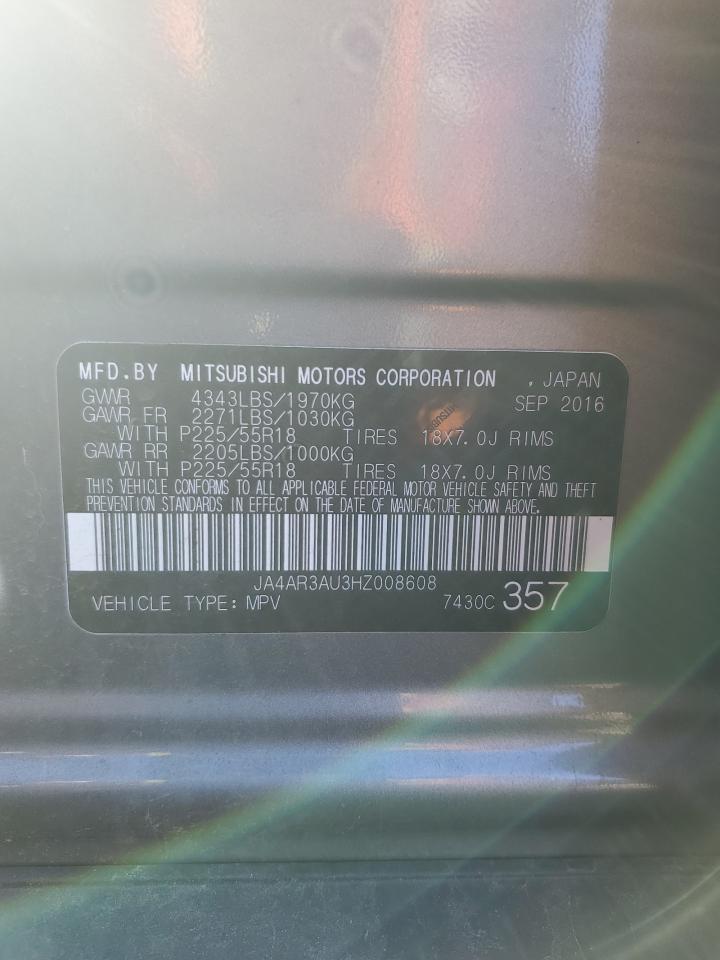 MFD.BY MITSUBISHI MOTORS CORPORATION , JAPAN
GVWR 4343LBS/1970KG SEP 2016
GAWR FR 2271LBS/1030KG
WITH P225/55R18 TIRES 18X7.0J RIMS
GAWR RR 2205LBS/1000KG
WITH P225/55R18 TIRES 18X7.0J RIMS
THIS VEHICLE CONFORMS TO ALL APPLICABLE FEDERAL MOTOR VEHICLE SAFETY AND THEFT
PREVENTION STANDARDS IN EFFECT ON THE DATE OF MANUFACTURE SHOWN ABOVE.
JA4AR3AU3HZ008608
VEHICLE TYPE: MPV 7430C 357